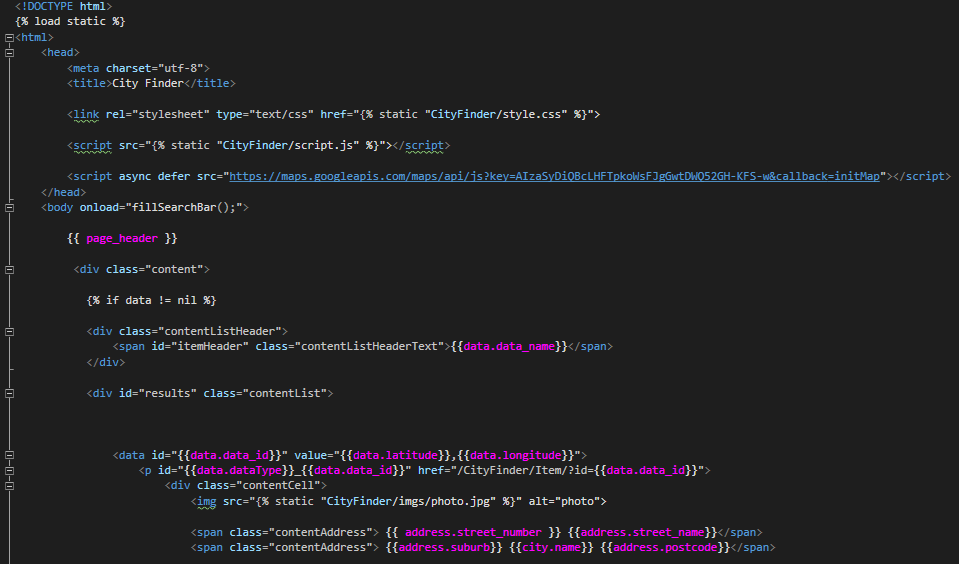 <!DOCTYPE html>
{% load static %}
<html>
<head>
<meta charset="utf-8">
<title>City Finder</title>
<link rel="stylesheet" type="text/css" href="{% static "CityFinder/style.css" %}">
<script src="{% static "CityFinder/script.js" %}"></script>
<script async defer src="https://maps.googleapis.com/maps/api/js?key=AIzaSyDiQBcLHFTpkoWsFJgGwtDWQ52GH-KFS-w&callback=initMap"></script>
</head>
<body onload="fillSearchBar();">
{{ page_header }}
<div class="content">
{% if data != nil %}
<div class="contentListHeader">
<span id="itemHeader" class="contentListHeaderText">{{data.data_name}}</span>
</div>
<div id="results" class="contentList">
<data id="{{data.data_id}}" value="{{data.latitude}},{{data.longitude}}">
<p id="{{data.dataType}}_{{data.data_id}}" href="/CityFinder/Item/?id={{data.data_id}}">
<div class="contentCell">
<img src="{% static "CityFinder/imgs/photo.jpg" %}" alt="photo">
<span class="contentAddress"> {{ address.street_number }} {{address.street_name}}</span>
<span class="contentAddress"> {{address.suburb}} {{city.name}} {{address.postcode}}</span>